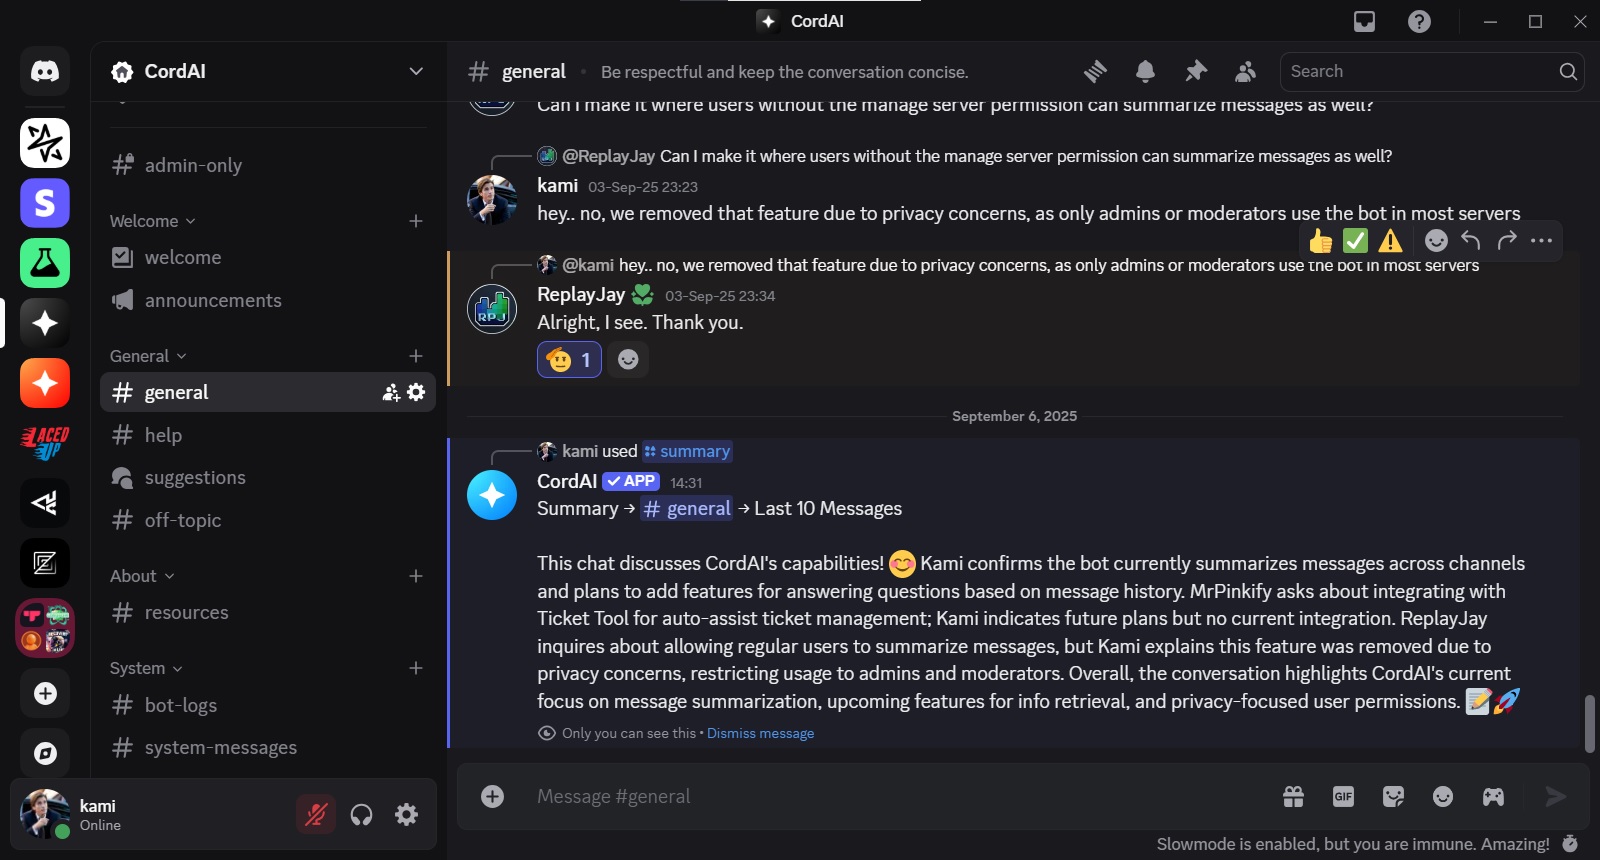 CordAI
CordAI
general
Be respectful and keep the conversation concise.
Search
admin-only
Welcome
welcome
announcements
General
general
help
suggestions
off-topic
About
resources
System
bot-logs
system-messages
kami
Online
Can I make it where users without the manage server permission can summarize messages as well?
@ReplayJay Can I make it where users without the manage server permission can summarize messages as well?
kami 03-Sep-25 23:23
hey.. no, we removed that feature due to privacy concerns, as only admins or moderators use the bot in most servers
@kami hey.. no, we removed that feature due to privacy concerns, as only admins or moderators use the bot in most servers
ReplayJay 03-Sep-25 23:34
RPJ
Alright, I see. Thank you.
1
September 6, 2025
kami used summary
CordAI APP 14:31
Summary → # general → Last 10 Messages
This chat discusses CordAI's capabilities! 😊 Kami confirms the bot currently summarizes messages across channels
and plans to add features for answering questions based on message history. MrPinkify asks about integrating with
Ticket Tool for auto-assist ticket management; Kami indicates future plans but no current integration. ReplayJay
inquires about allowing regular users to summarize messages, but Kami explains this feature was removed due to
privacy concerns, restricting usage to admins and moderators. Overall, the conversation highlights CordAI's current
focus on message summarization, upcoming features for info retrieval, and privacy-focused user permissions. 📝🚀
Only you can see this • Dismiss message
Message #general
GIF
Slowmode is enabled, but you are immune. Amazing!
S
LACED
UP